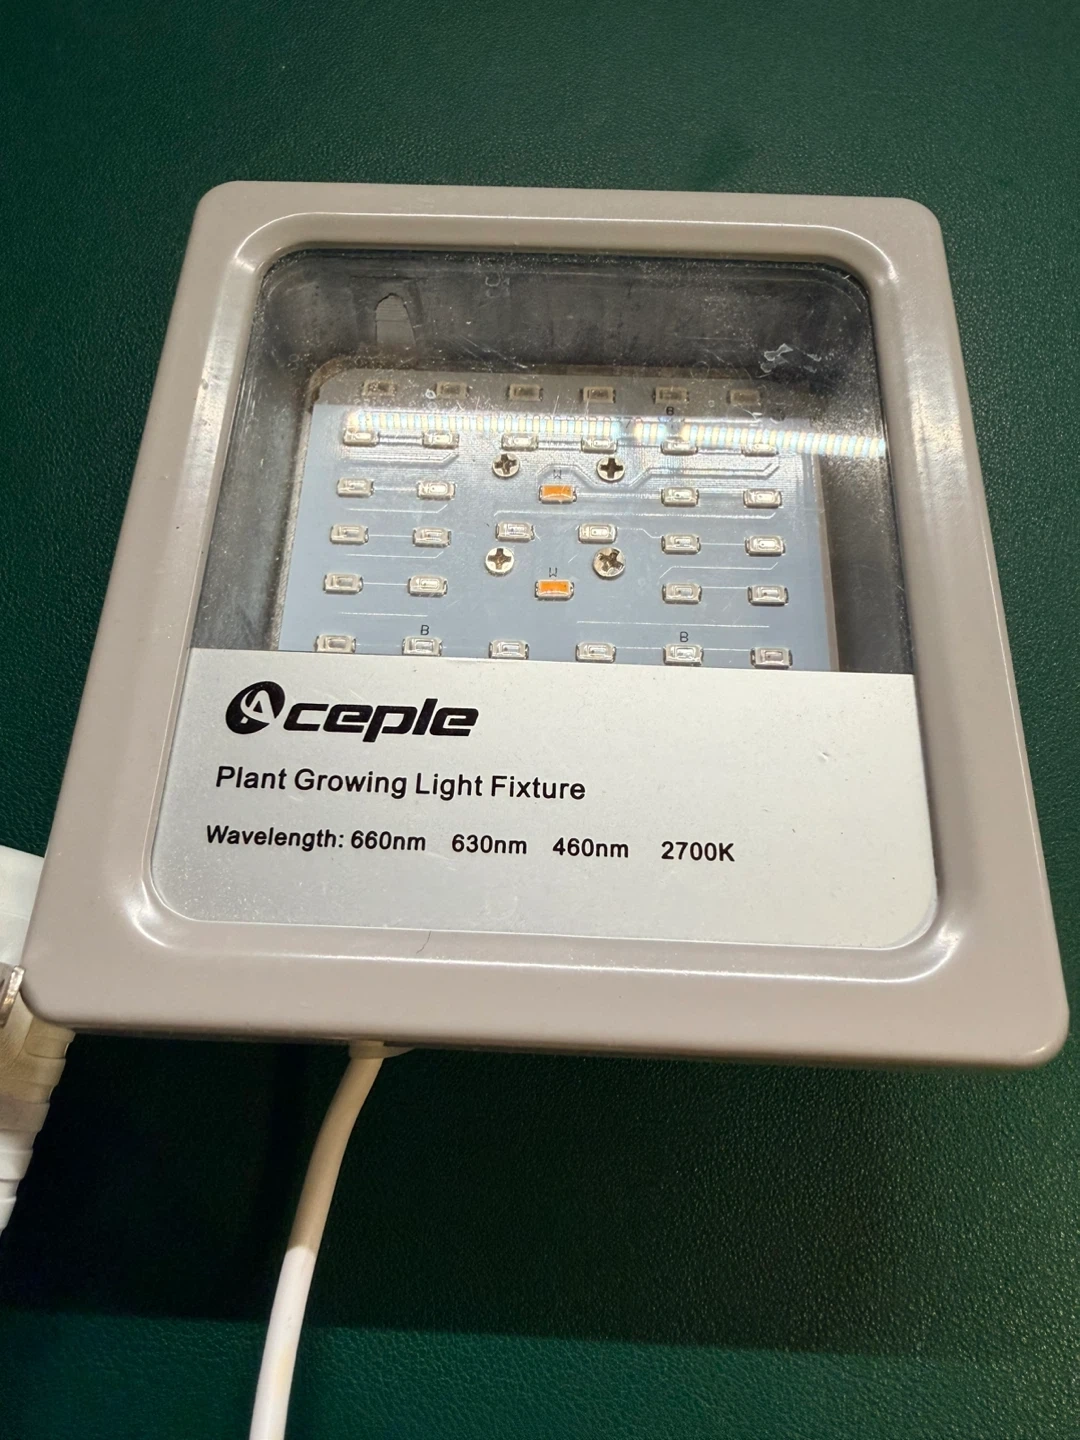 B
W
W
B
B
Aceple
Plant Growing Light Fixture
Wavelength: 660nm 630nm 460nm 2700K